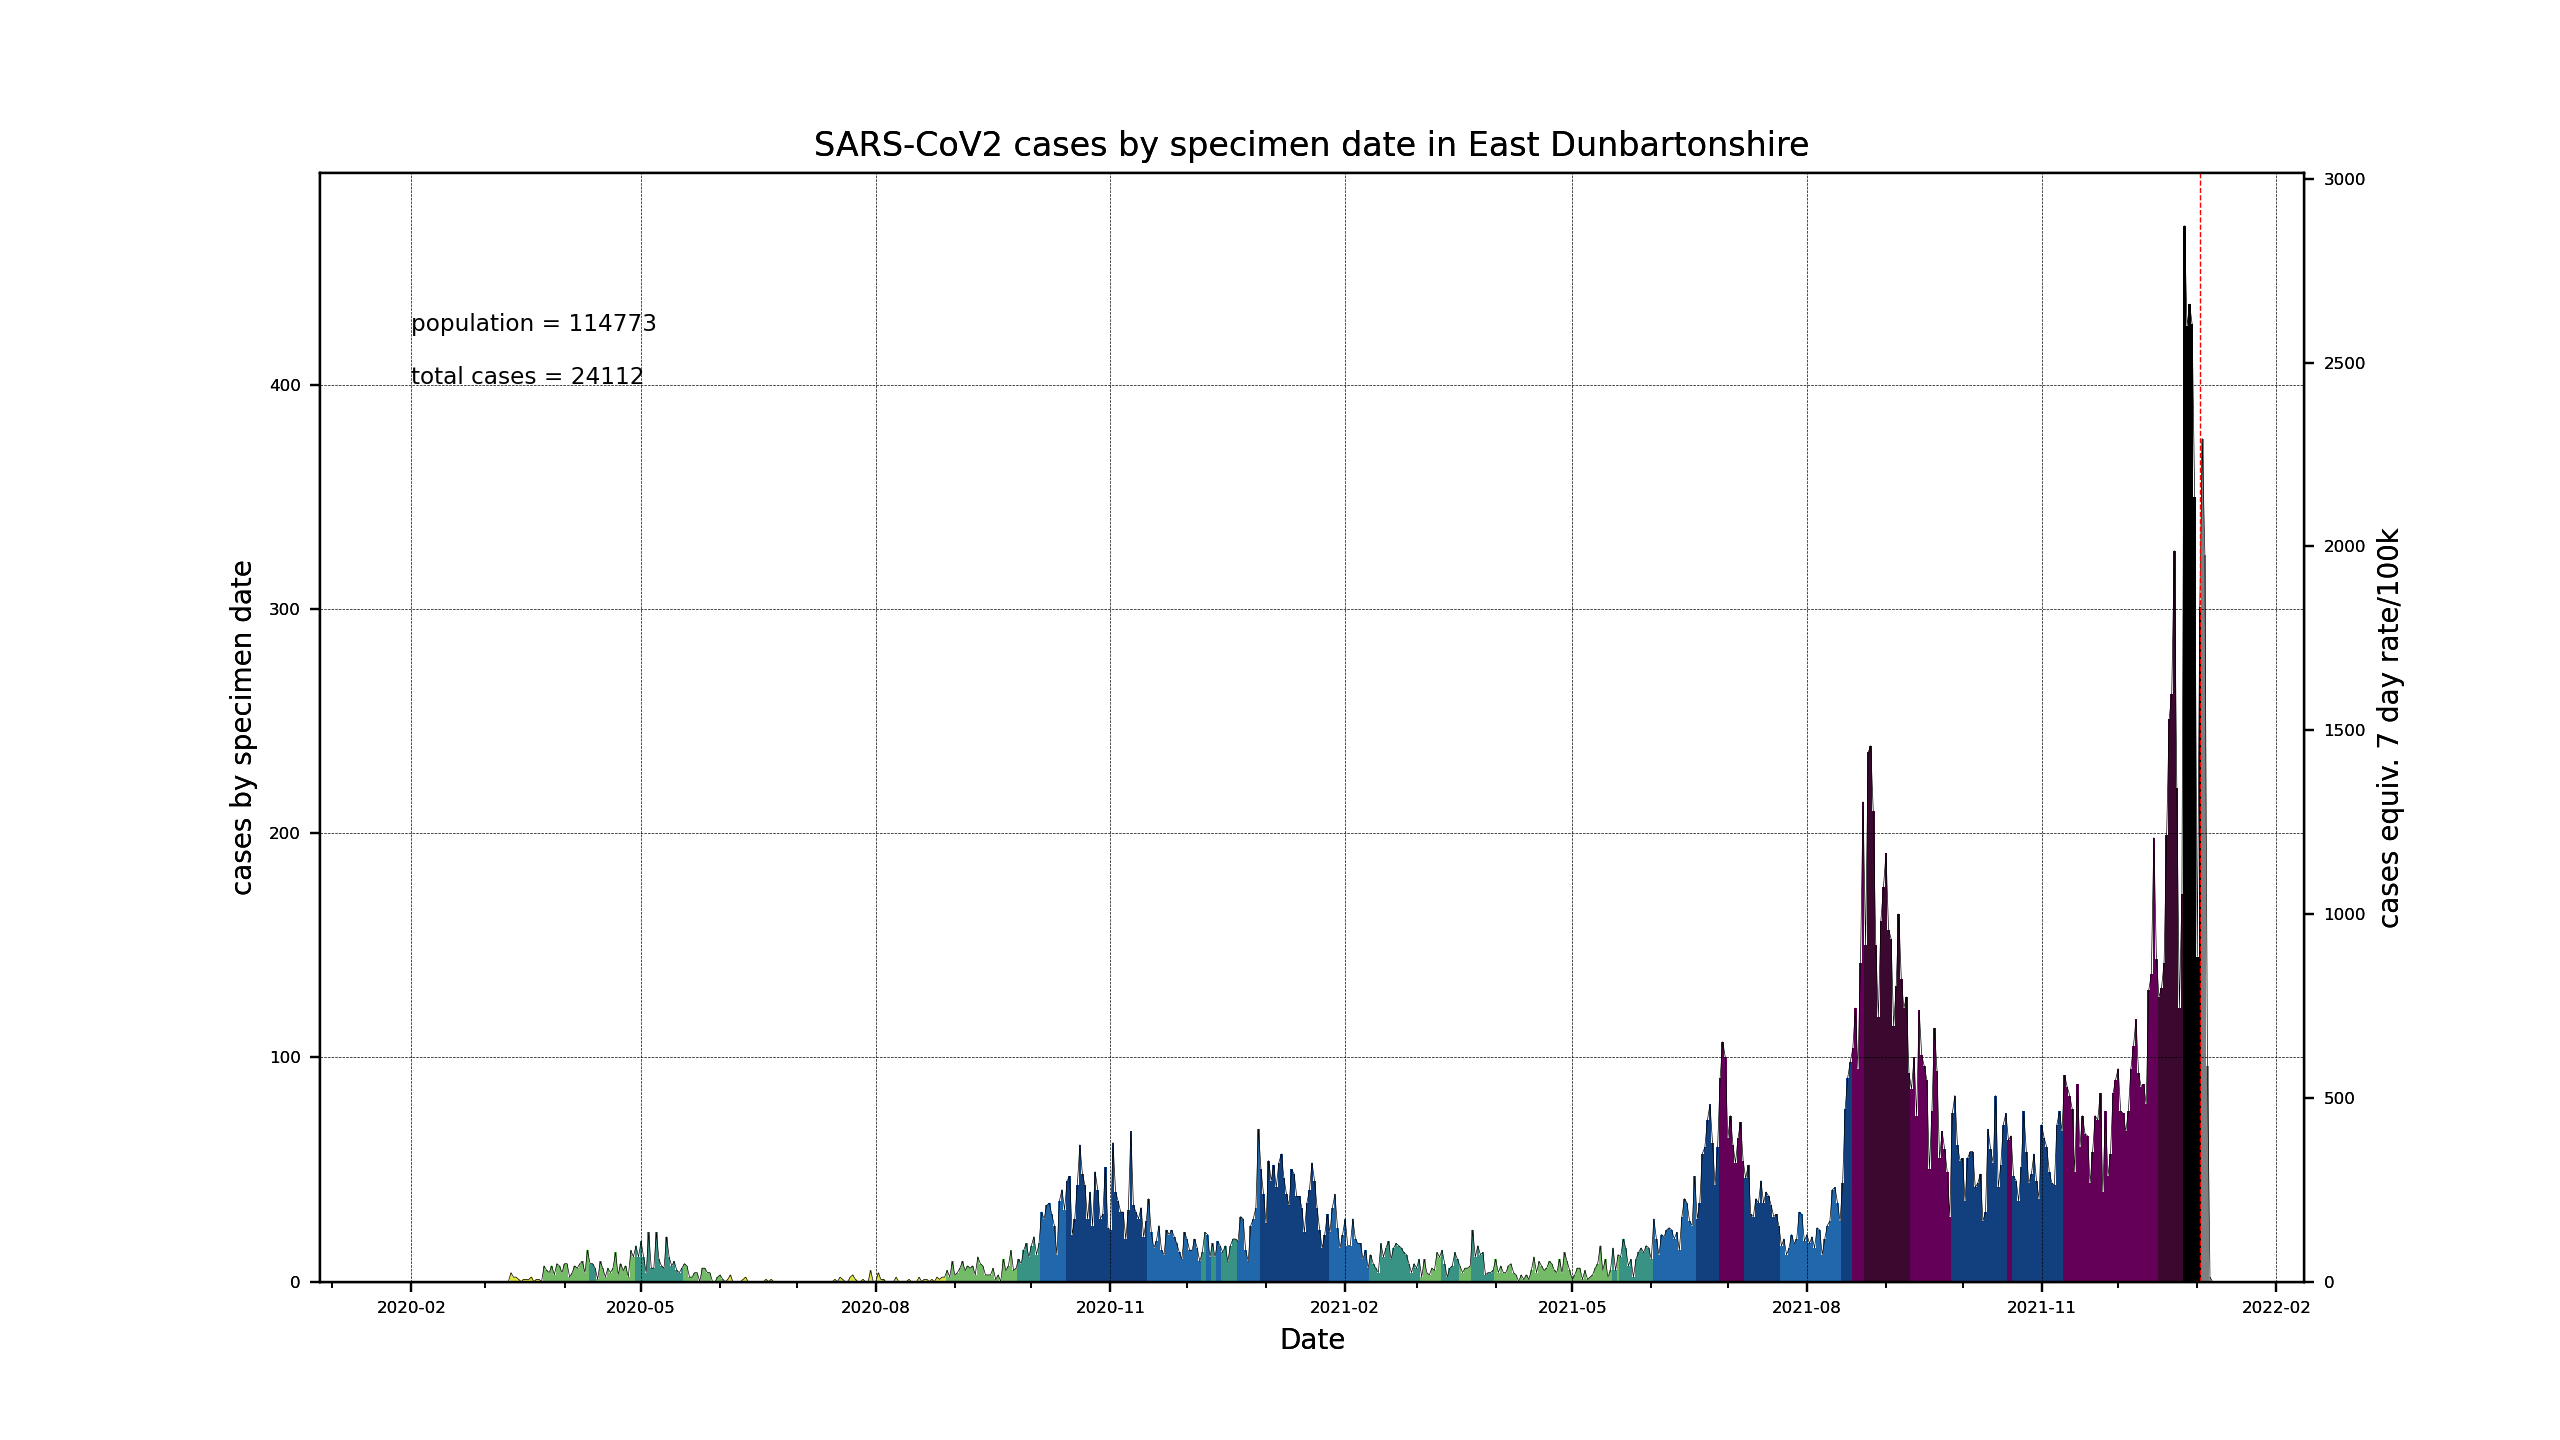 SARS-CoV2 cases by specimen date in East Dunbartonshire
population = 114773
total cases = 24112
cases by specimen date
400
300
200
100
0
3000
2500
2000
1500
1000
500
0
cases equiv. 7 day rate/100k
2020-02 2020-05 2020-08 2020-11 2021-02 2021-05 2021-08 2021-11 2022-02
Date